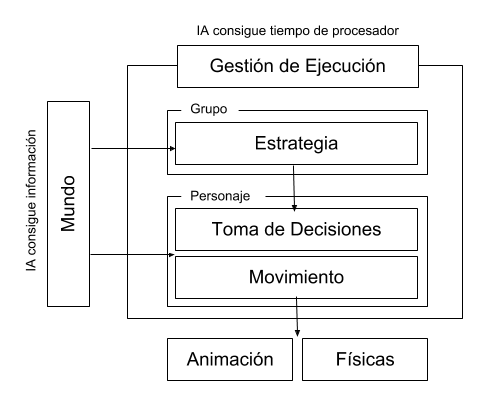 IA consigue tiempo de procesador
Gestión de Ejecución
Grupo
Estrategia
IA consigue información
Mundo
Personaje
Toma de Decisiones
Movimiento
Animación
Físicas